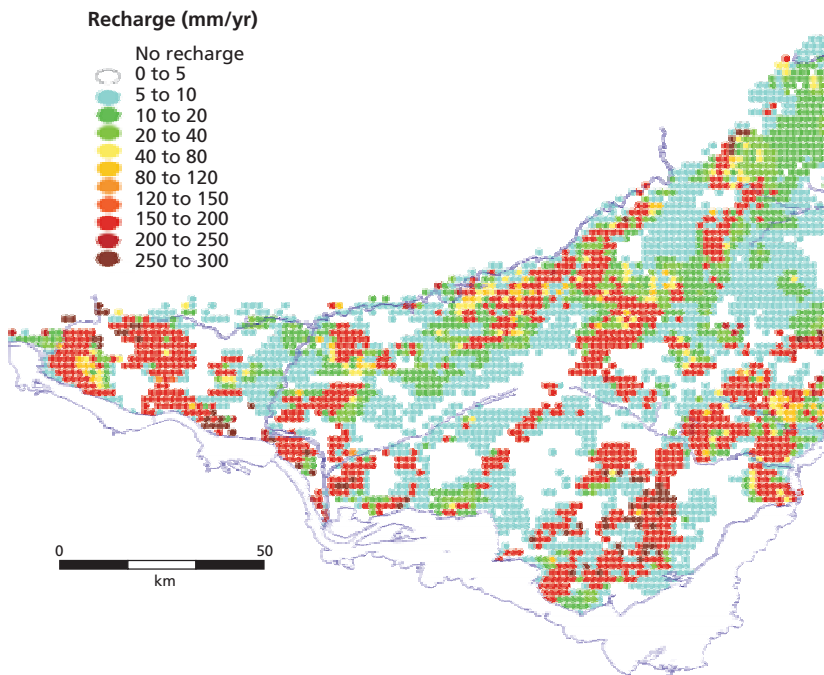 Recharge (mm/yr)
No recharge
0 to 5
5 to 10
10 to 20
20 to 40
40 to 80
80 to 120
120 to 150
150 to 200
200 to 250
250 to 300
0 50
km